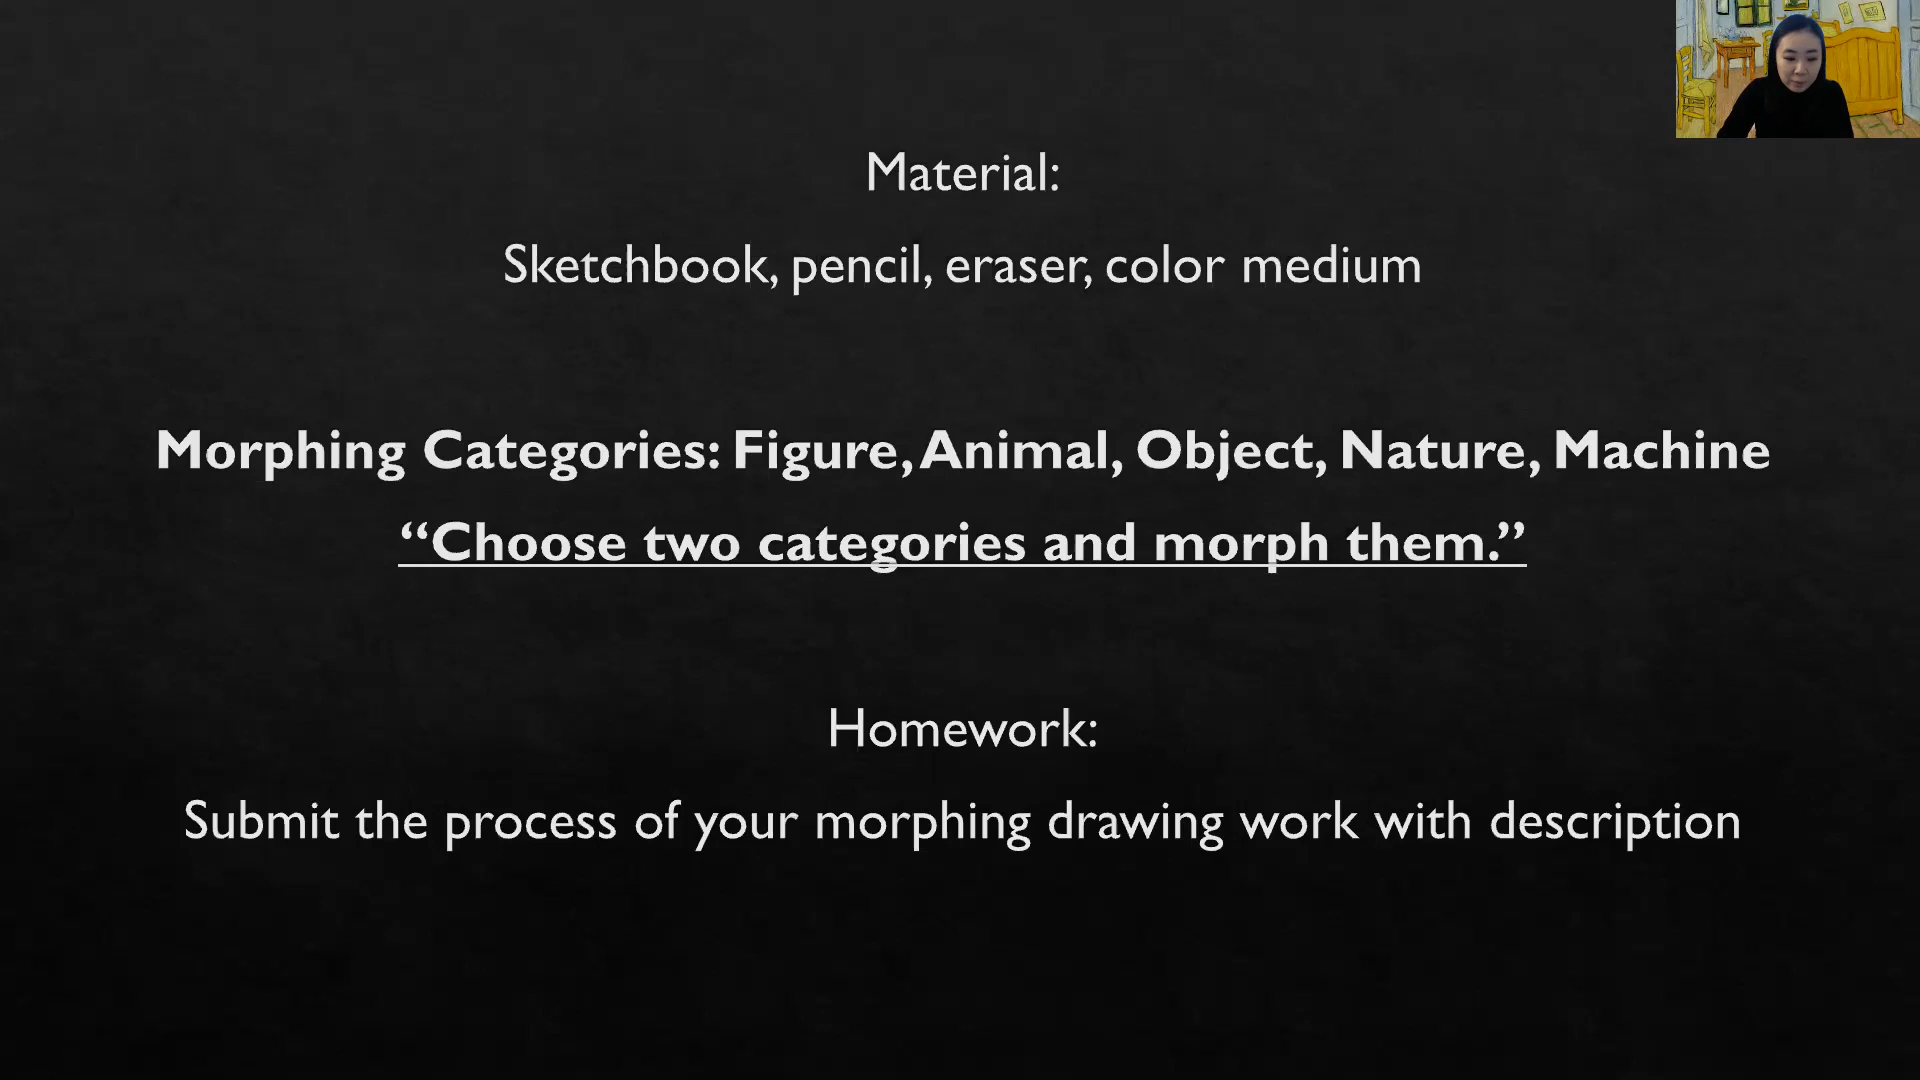 Material:
Sketchbook, pencil, eraser, color medium
Morphing Categories: Figure, Animal, Object, Nature, Machine
“Choose two categories and morph them.”
Homework:
Submit the process of your morphing drawing work with description